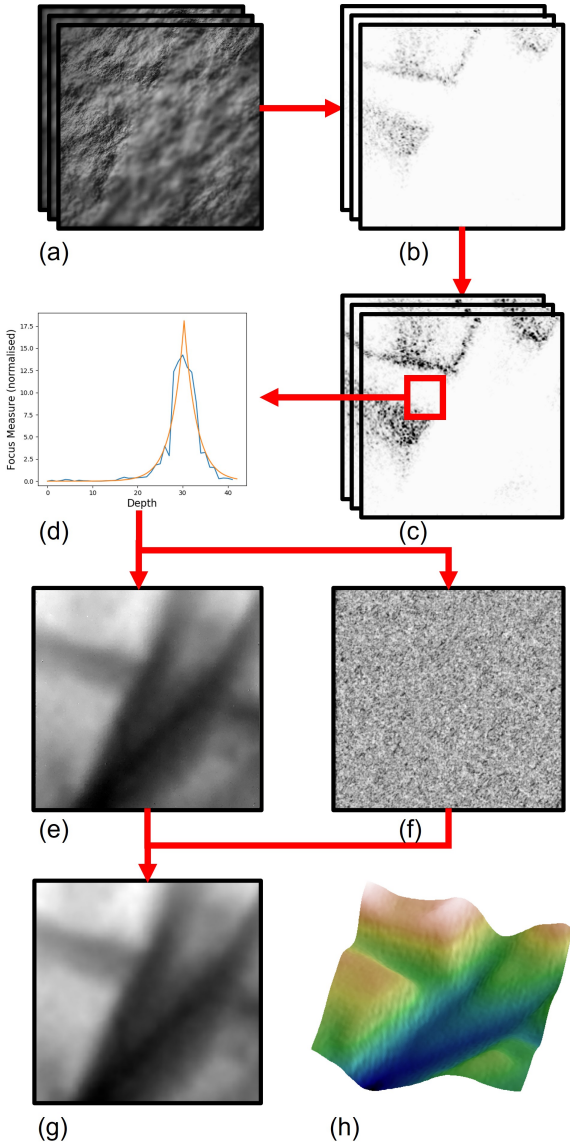 (a)
(b)
17.5
15.0
12.5
10.0
7.5
5.0
2.5
0.0
Focus Measure (normalised)
0 10 20 30 40
Depth
(d)
(c)
(e)
(f)
(g)
(h)